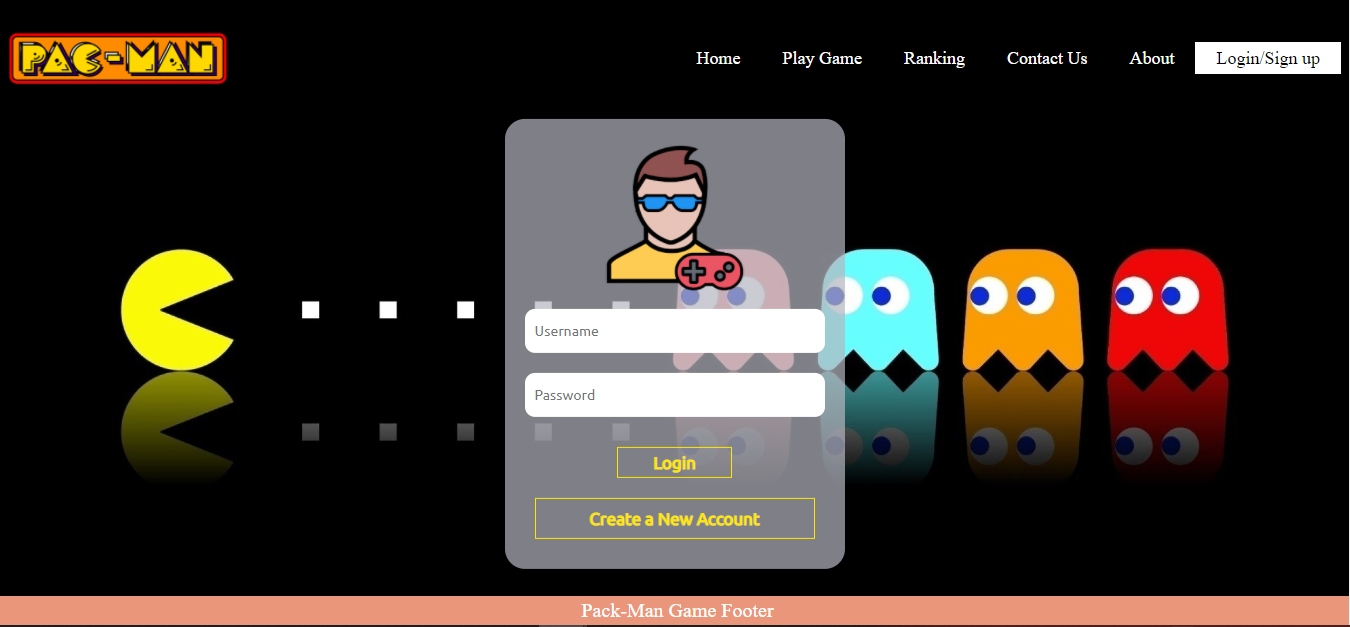 PAC-MAN
Home Play Game Ranking Contact Us About Login/Sign up
Username
Password
Login
Create a New Account
Pack-Man Game Footer